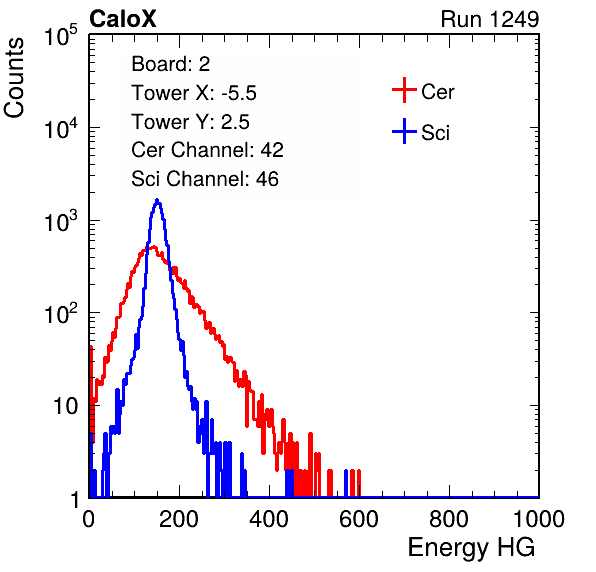 CaloX Run 1249
Counts
10^5
10^4
10^3
10^2
10
1
Board: 2
Tower X: -5.5
Tower Y: 2.5
Cer Channel: 42
Sci Channel: 46
Cer
Sci
0 200 400 600 800 1000
Energy HG